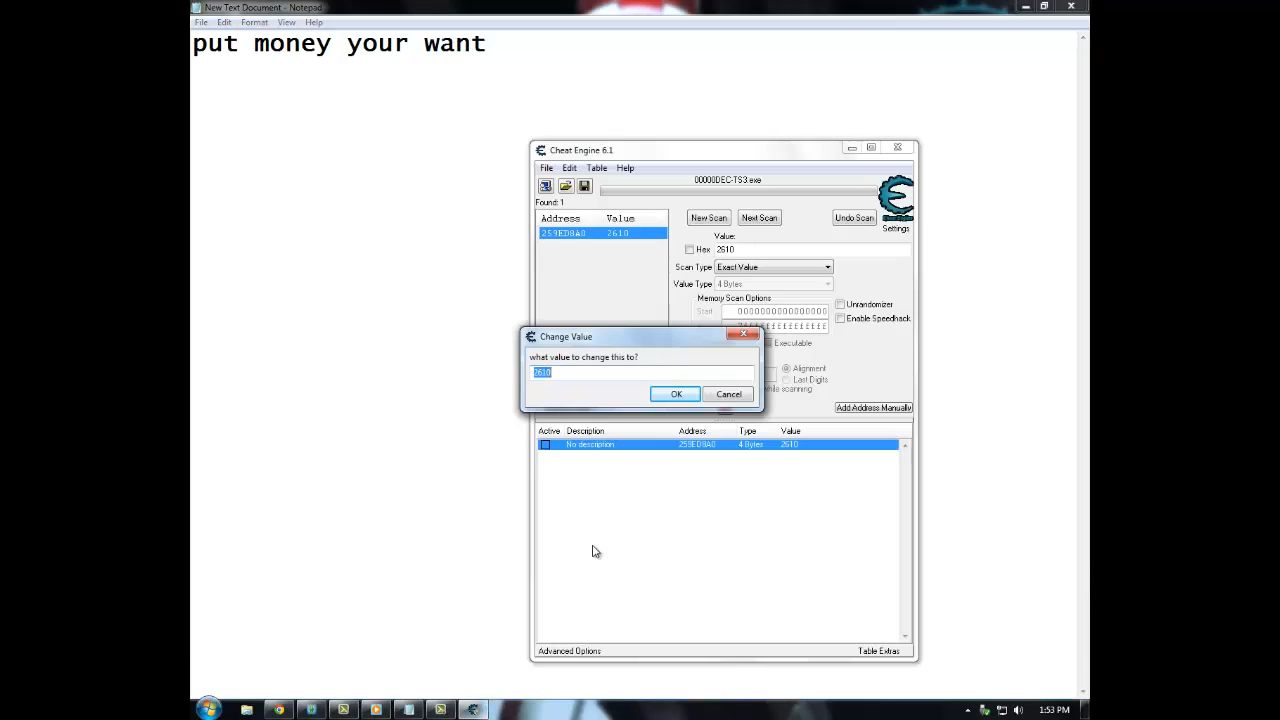 New Text Document - Notepad
File Edit Format View Help
put money your want
Cheat Engine 6.1
File Edit Table Help
00000DEC-TS3.exe
Found: 1
Address Value
259ED8A0 2610
New Scan Next Scan Undo Scan
Settings
Value:
Hex 2610
Scan Type Exact Value
Value Type 4 Bytes
Memory Scan Options
Start 0000000000000000
Unrandomizer
Enable Speedhack
Executable
Alignment
Last Digits
while scanning
Add Address Manually
Change Value
what value to change this to?
2610
OK Cancel
Active Description Address Type Value
No description 259ED8A0 4 Bytes 2610
Advanced Options Table Extras
1:53 PM